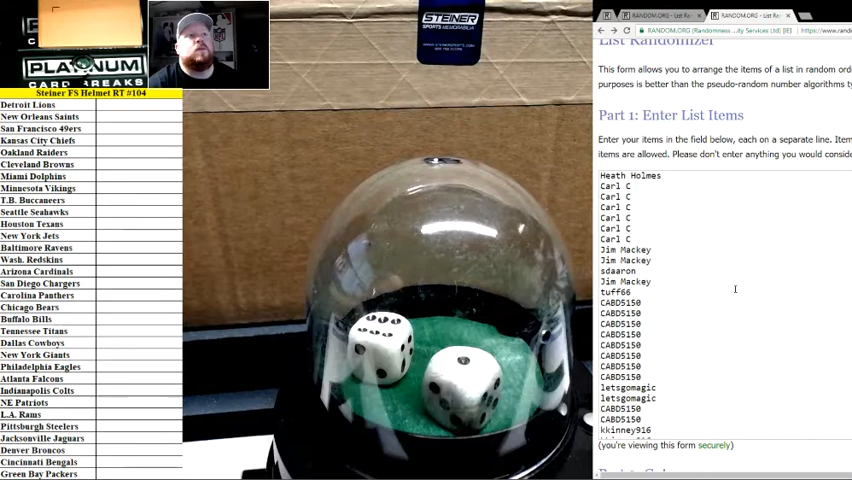 PLATINUM
CARD BREAKS
Steiner FS Helmet RT #104
Detroit Lions
New Orleans Saints
San Francisco 49ers
Kansas City Chiefs
Oakland Raiders
Cleveland Browns
Miami Dolphins
Minnesota Vikings
T.B. Buccaneers
Seattle Seahawks
Houston Texans
New York Jets
Baltimore Ravens
Wash. Redskins
Arizona Cardinals
San Diego Chargers
Carolina Panthers
Chicago Bears
Buffalo Bills
Tennessee Titans
Dallas Cowboys
New York Giants
Philadelphia Eagles
Atlanta Falcons
Indianapolis Colts
NE Patriots
L.A. Rams
Pittsburgh Steelers
Jacksonville Jaguars
Denver Broncos
Cincinnati Bengals
Green Bay Packers
STEINER
RANDOM.ORG - List Ra
RANDOM.ORG - List Ra
RANDOM.ORG (Randomness ...ity Services Ltd) [IE]
https://www.rando
List Randomizer
This form allows you to arrange the items of a list in random orde
purposes is better than the pseudo-random number algorithms ty
Part 1: Enter List Items
Enter your items in the field below, each on a separate line. Item
items are allowed. Please don't enter anything you would conside
Heath Holmes
Carl C
Carl C
Carl C
Carl C
Carl C
Carl C
Jim Mackey
Jim Mackey
sdaaron
Jim Mackey
tuff66
CABD5150
CABD5150
CABD5150
CABD5150
CABD5150
CABD5150
CABD5150
CABD5150
letsgomagic
letsgomagic
CABD5150
CABD5150
kkinney916
(you're viewing this form securely)